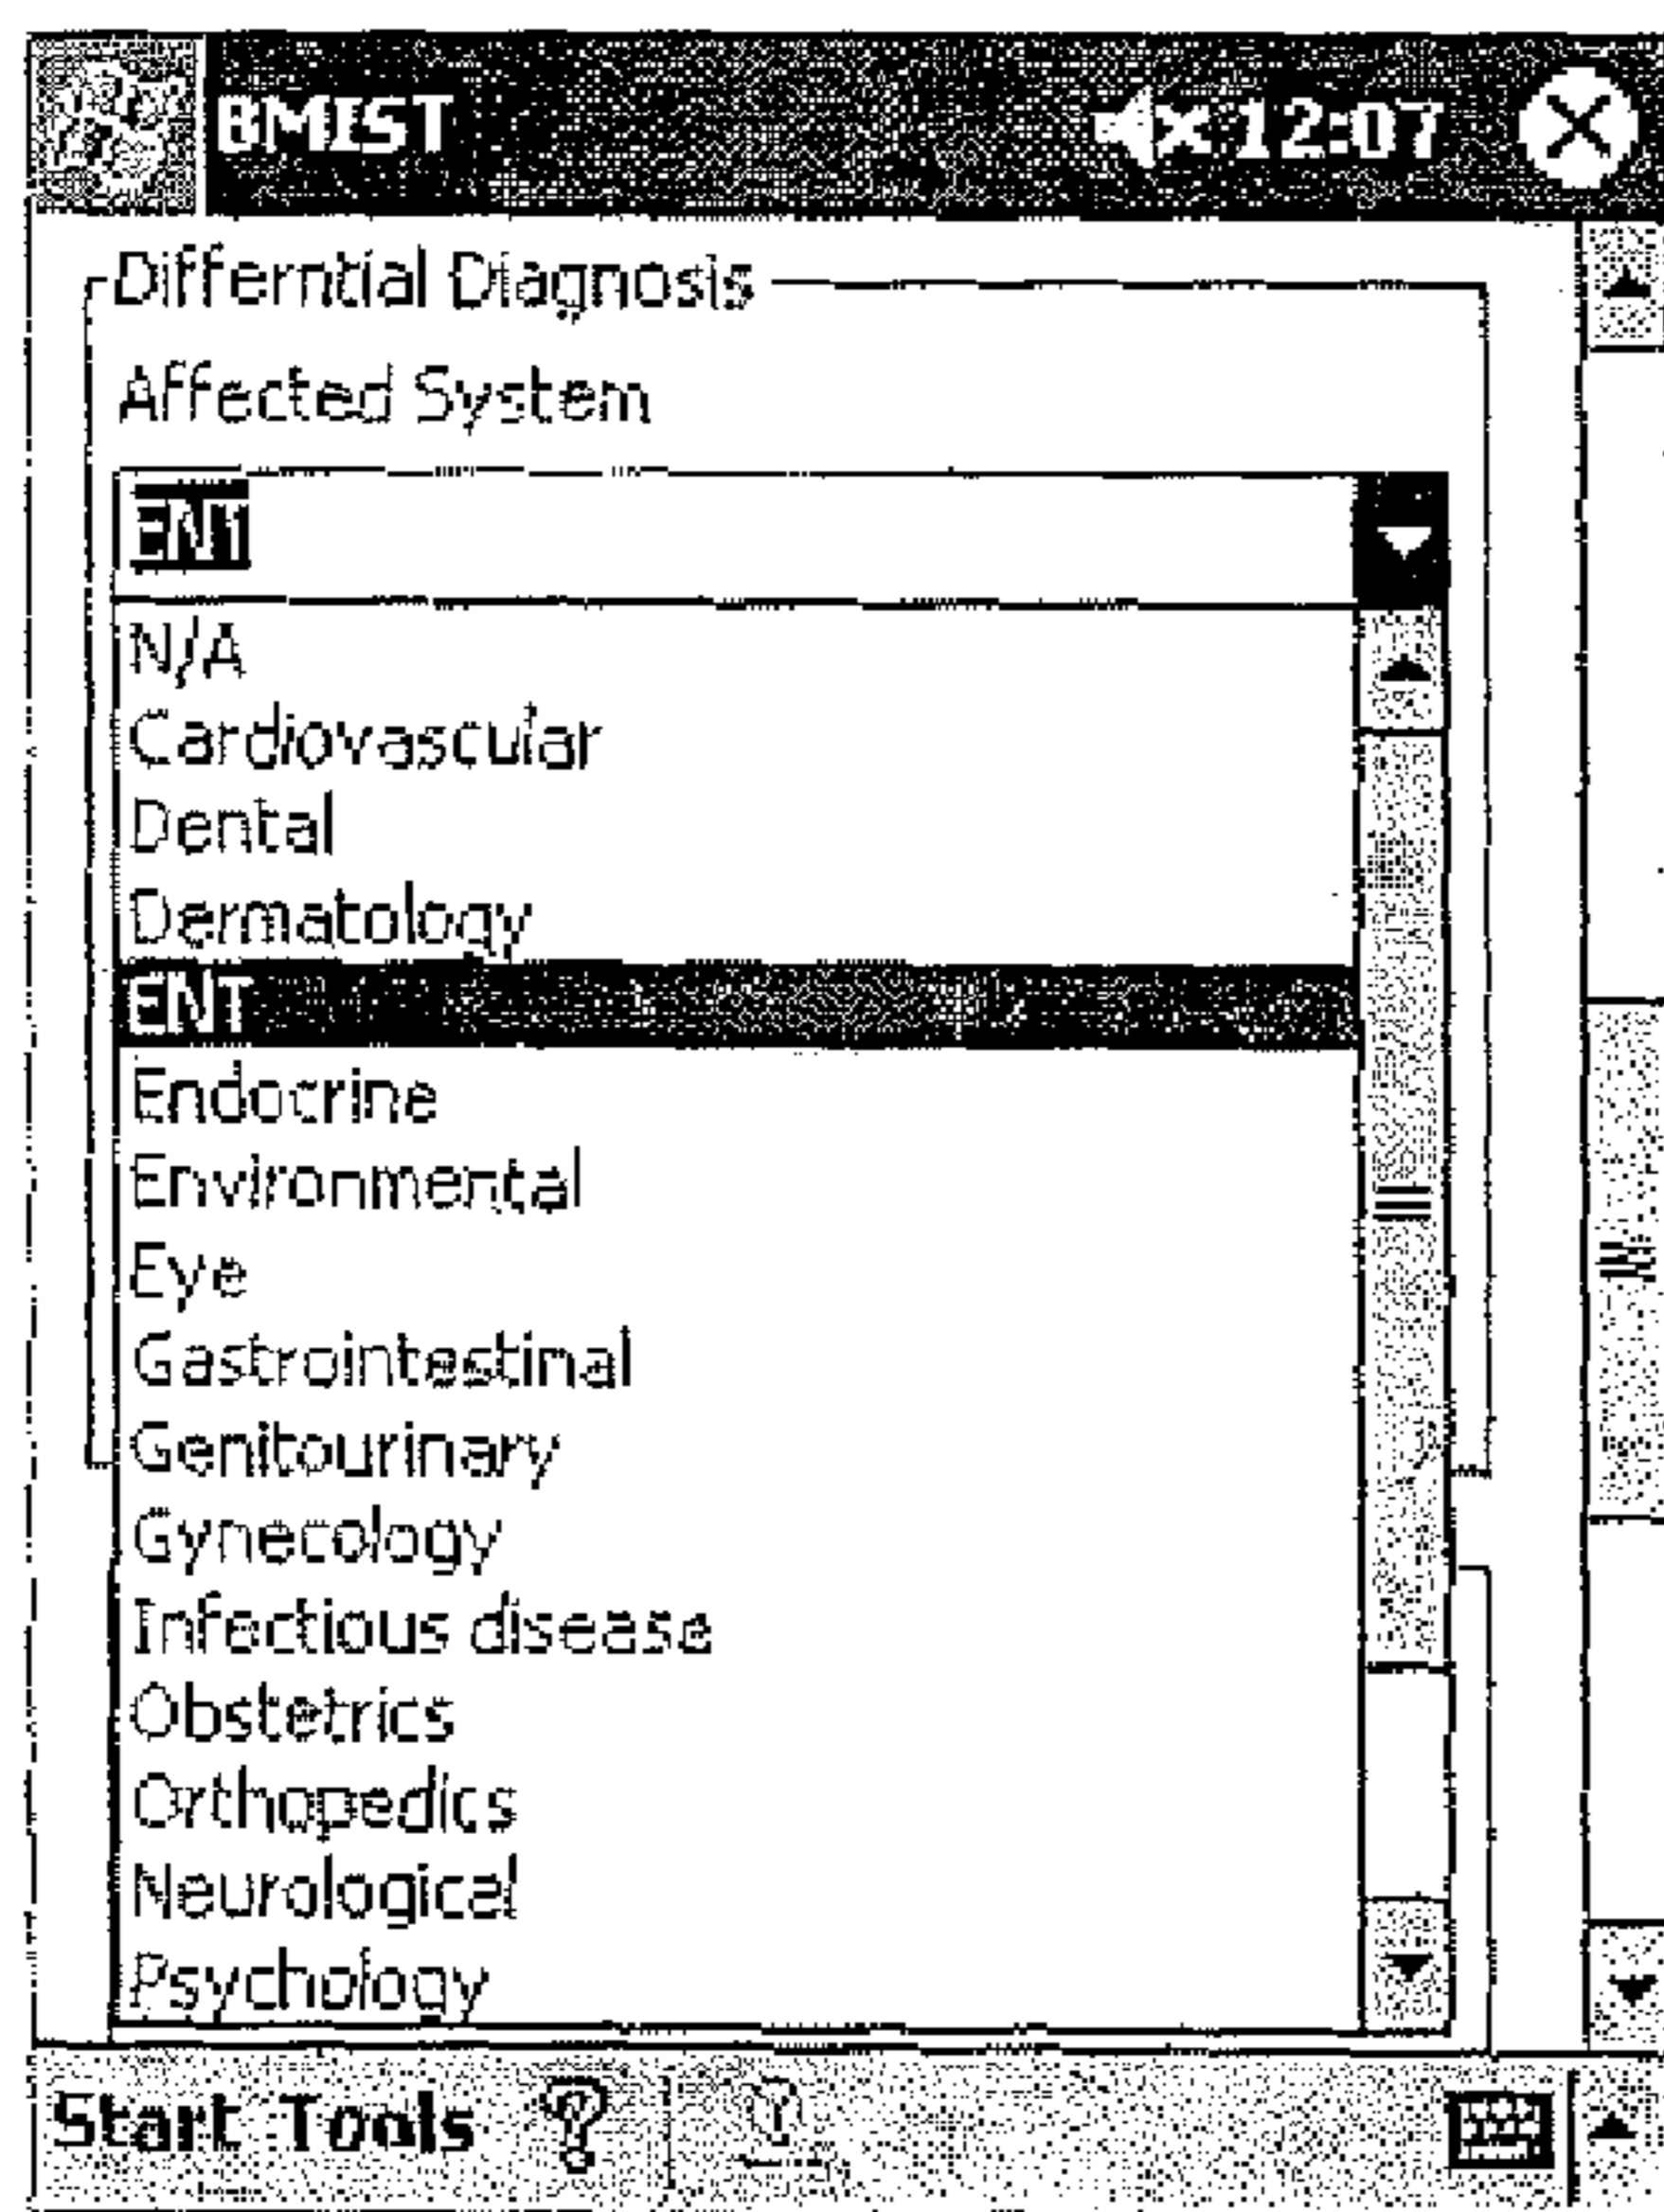 BMIST 12:07
Differntial Diagnosis
Affected System
ENT
N/A
Cardiovascular
Dental
Dermatology
ENT
Endocrine
Environmental
Eye
Gastrointestinal
Genitourinary
Gynecology
Infectious disease
Obstetrics
Orthopedics
Neurological
Psychology
Start Tools ?